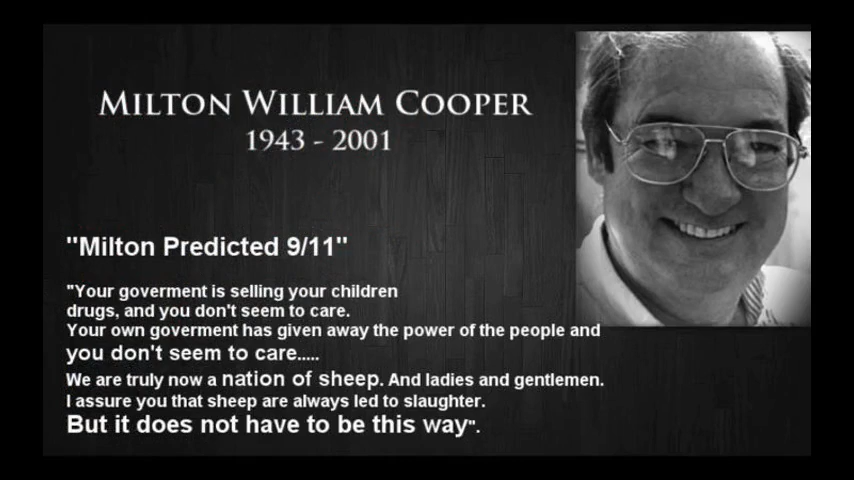 MILTON WILLIAM COOPER
1943 - 2001
"Milton Predicted 9/11"
"Your goverment is selling your children
drugs, and you don't seem to care.
Your own goverment has given away the power of the people and
you don't seem to care.....
We are truly now a nation of sheep. And ladies and gentlemen.
I assure you that sheep are always led to slaughter.
But it does not have to be this way".